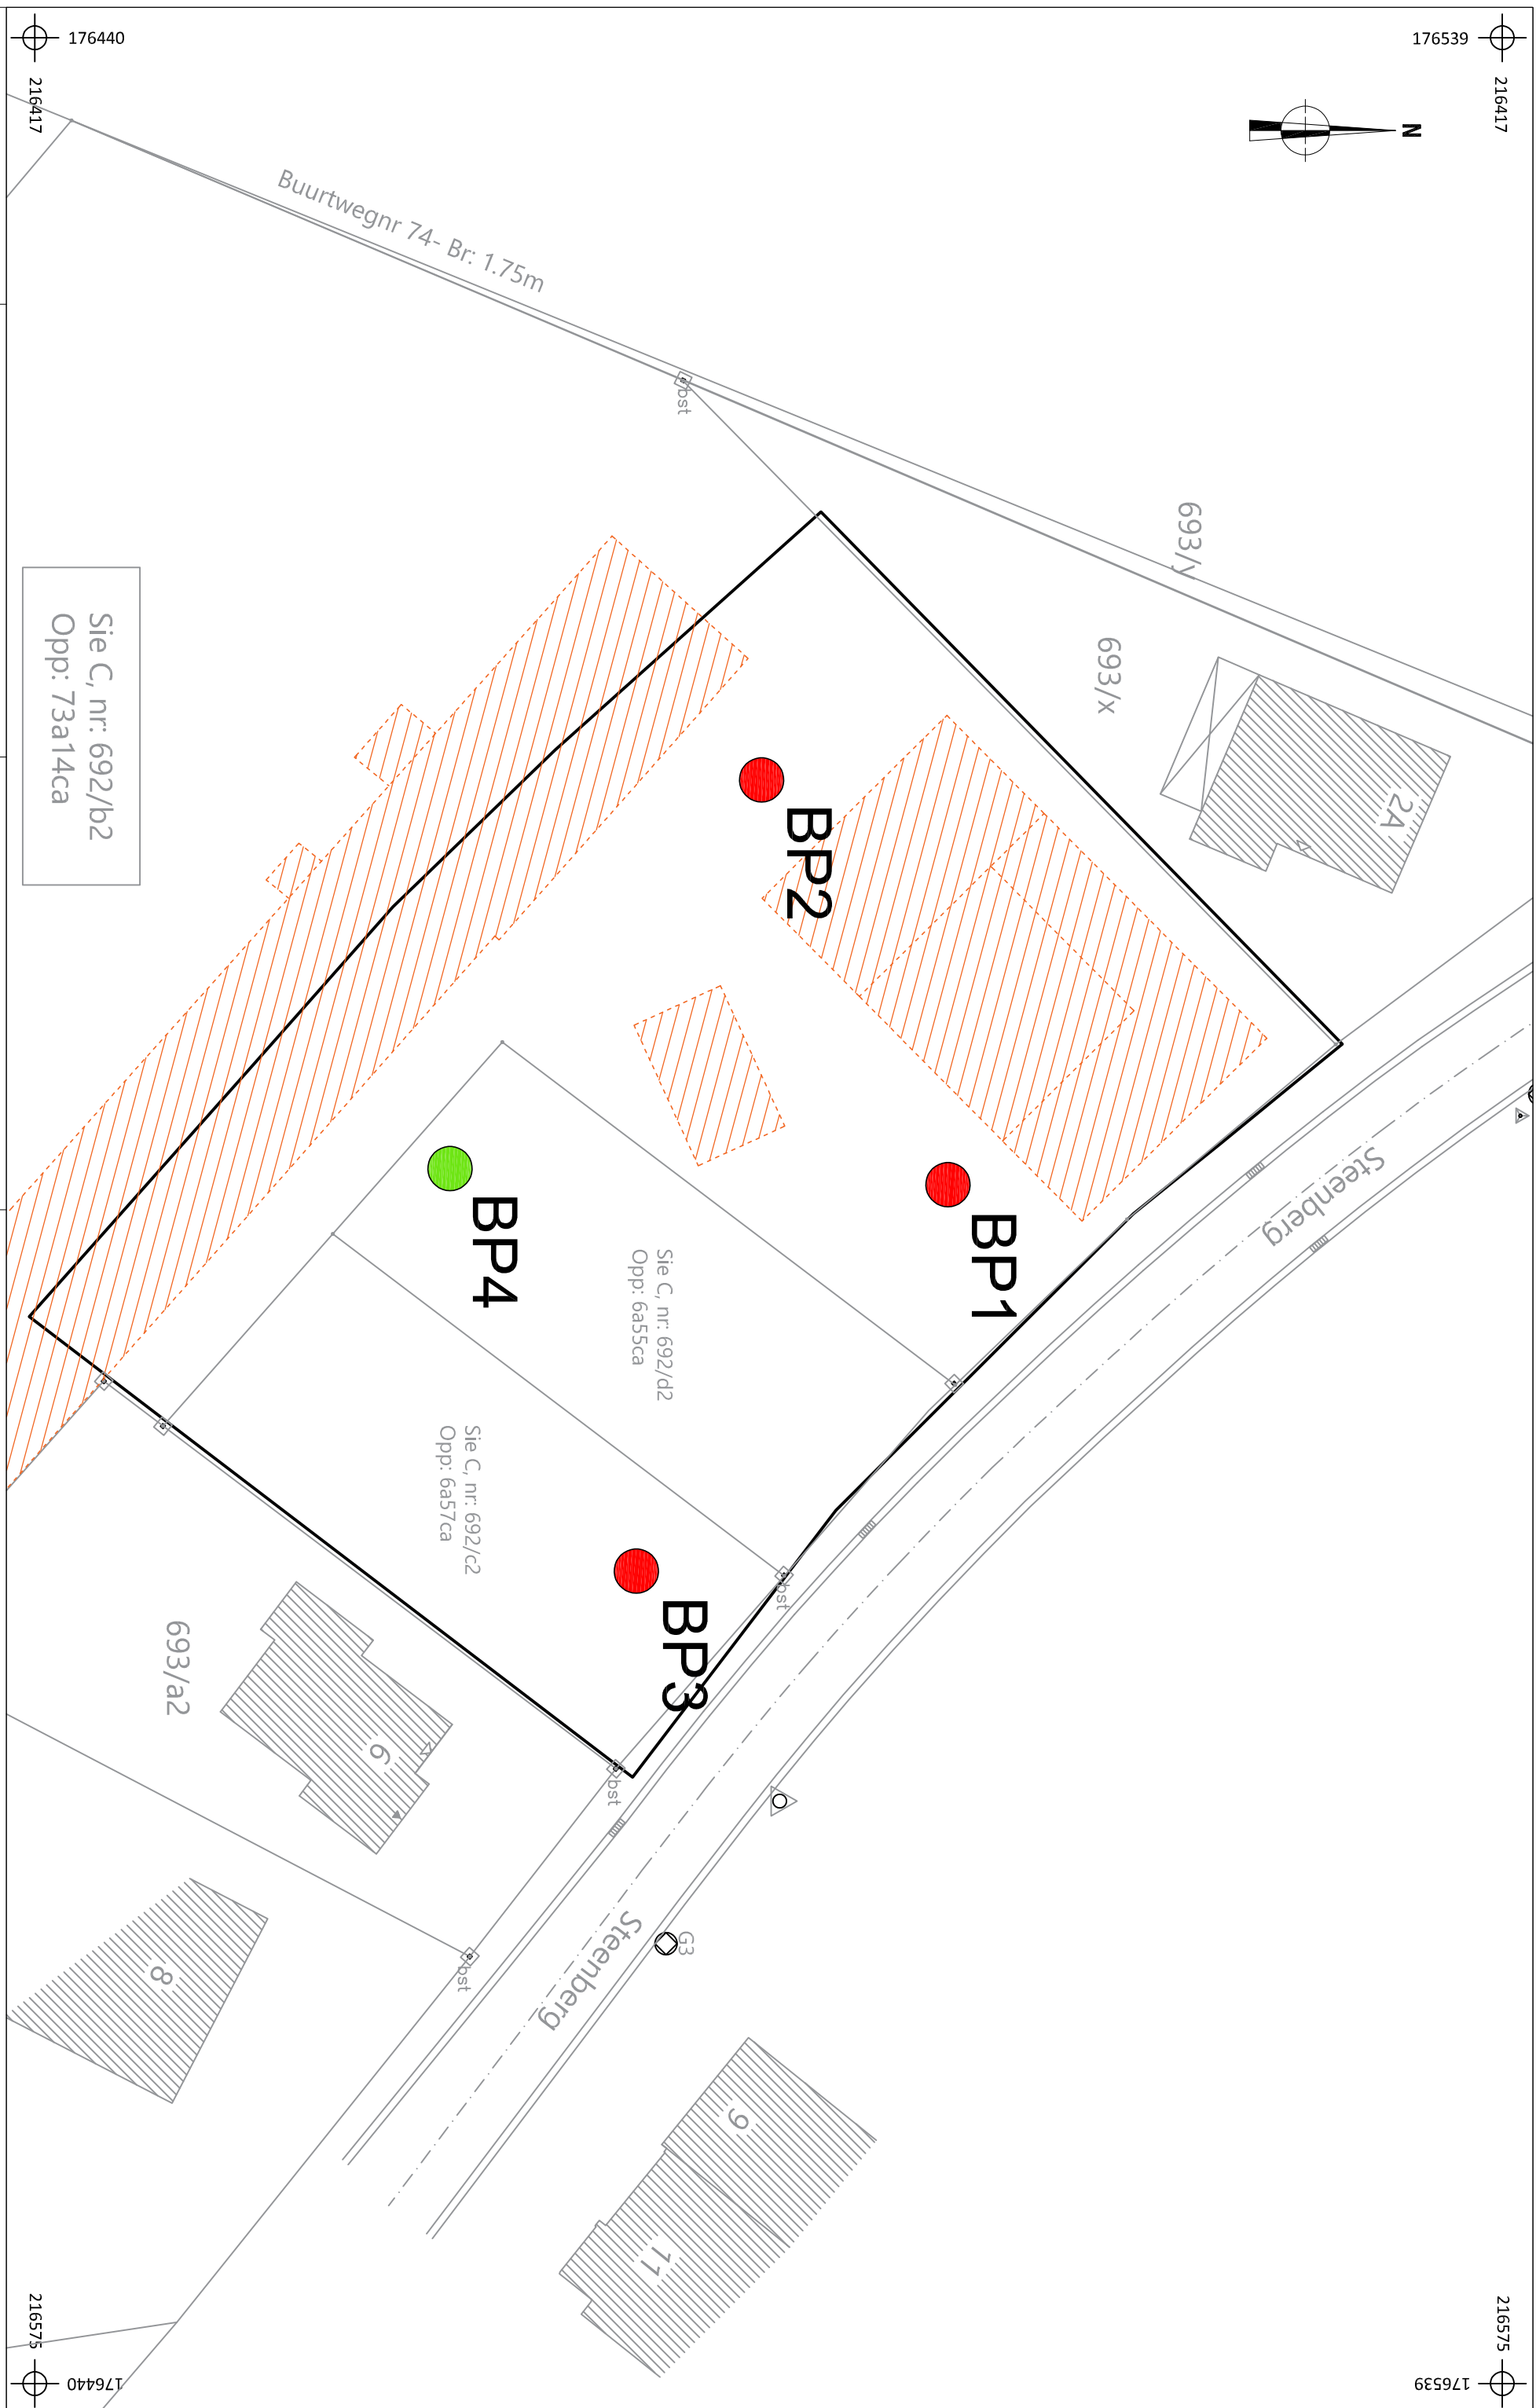 176440
216417
176539
216417
N
Buurtwegnr 74- Br: 1.75m
bst
693/y
693/x
2A
Sie C, nr: 692/b2
Opp: 73a14ca
BP2
Steenberg
BP1
BP4
Sie C, nr: 692/d2
Opp: 6a55ca
Sie C, nr: 692/c2
Opp: 6a57ca
bst
BP3
693/a2
6
bst
G3
Steenberg
8
bst
9
11
216575
176440
216575
176539